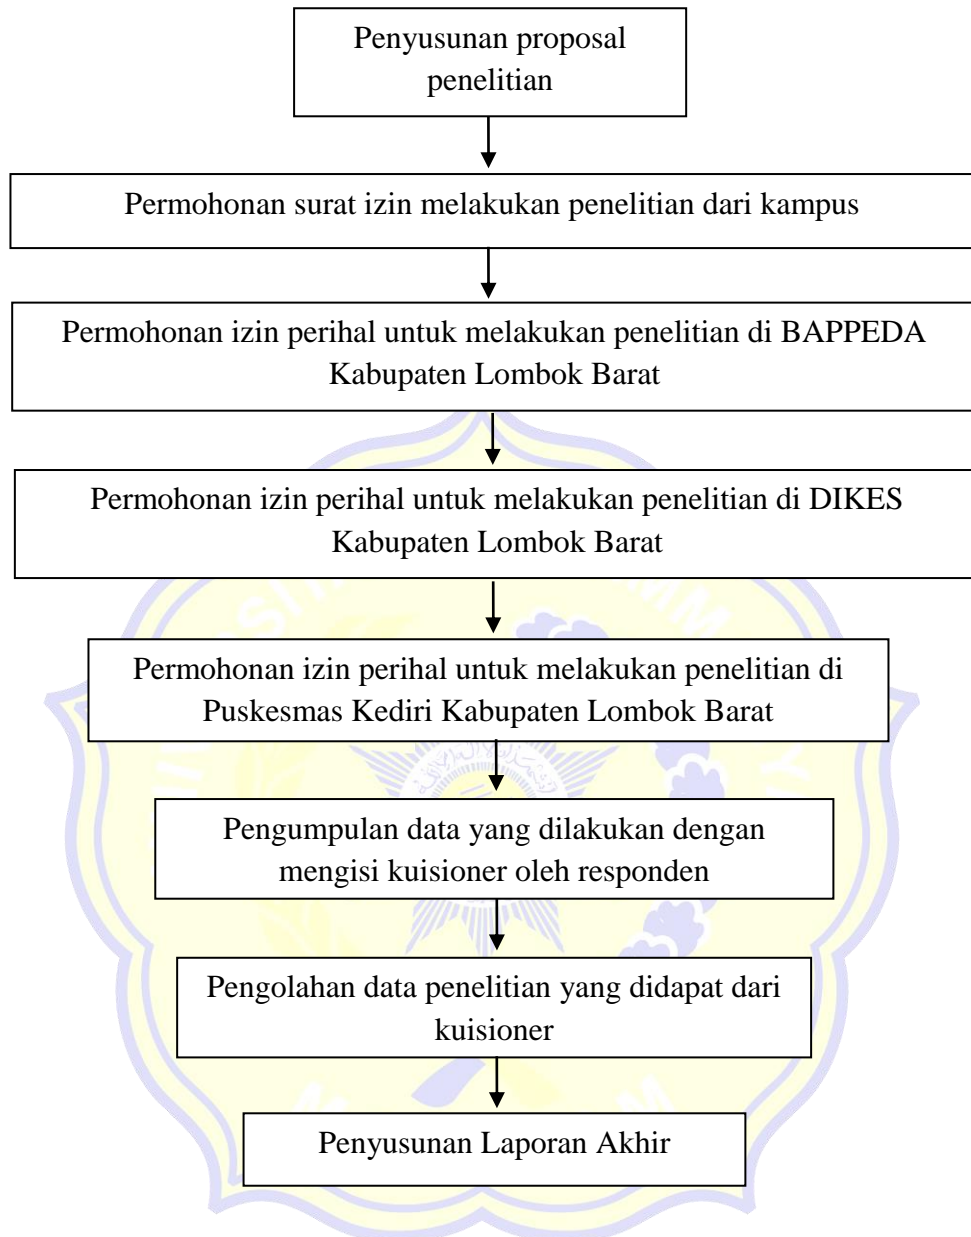 Penyusunan proposal
penelitian
Permohonan surat izin melakukan penelitian dari kampus
Permohonan izin perihal untuk melakukan penelitian di BAPPEDA
Kabupaten Lombok Barat
Permohonan izin perihal untuk melakukan penelitian di DIKES
Kabupaten Lombok Barat
Permohonan izin perihal untuk melakukan penelitian di
Puskesmas Kediri Kabupaten Lombok Barat
Pengumpulan data yang dilakukan dengan
mengisi kuisioner oleh responden
Pengolahan data penelitian yang didapat dari
kuisioner
Penyusunan Laporan Akhir